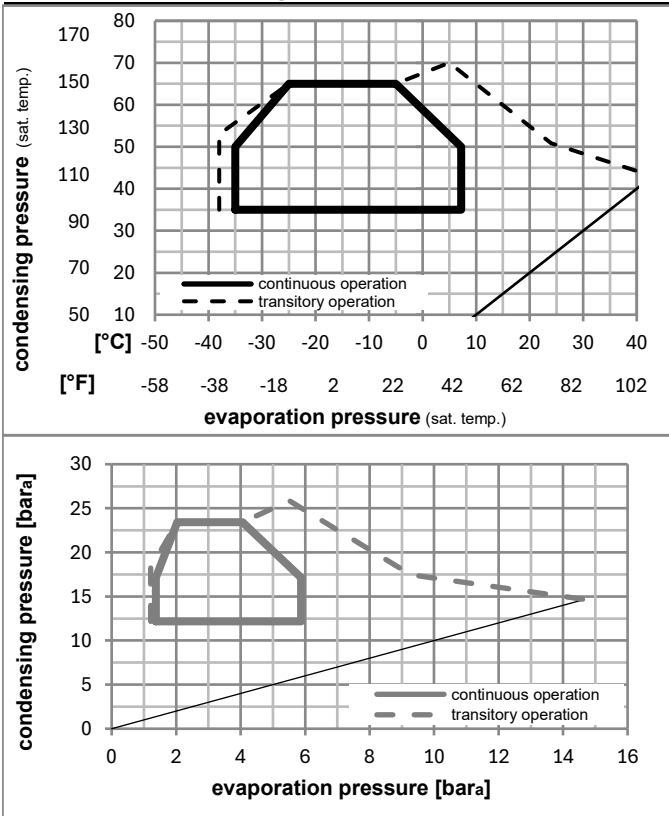 condensing pressure (sat. temp.)
170
150
130
110
90
70
50
80
70
60
50
40
30
20
10
continuous operation
transitory operation
[°C] -50 -40 -30 -20 -10 0 10 20 30 40
[°F] -58 -38 -18 2 22 42 62 82 102
evaporation pressure (sat. temp.)
condensing pressure [bara]
30
25
20
15
10
5
0
continuous operation
transitory operation
0 2 4 6 8 10 12 14 16
evaporation pressure [bara]